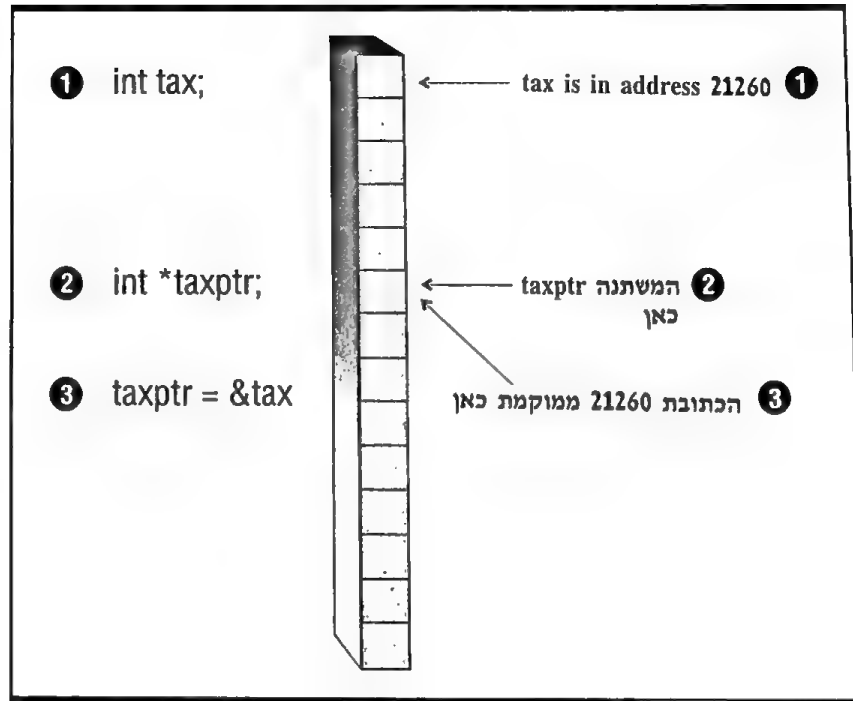 1 int tax;
tax is in address 21260 1
2 int *taxptr;
2 המשתנה taxptr
כאן
3 taxptr = &tax
3 הכתובת 21260 ממוקמת כאן